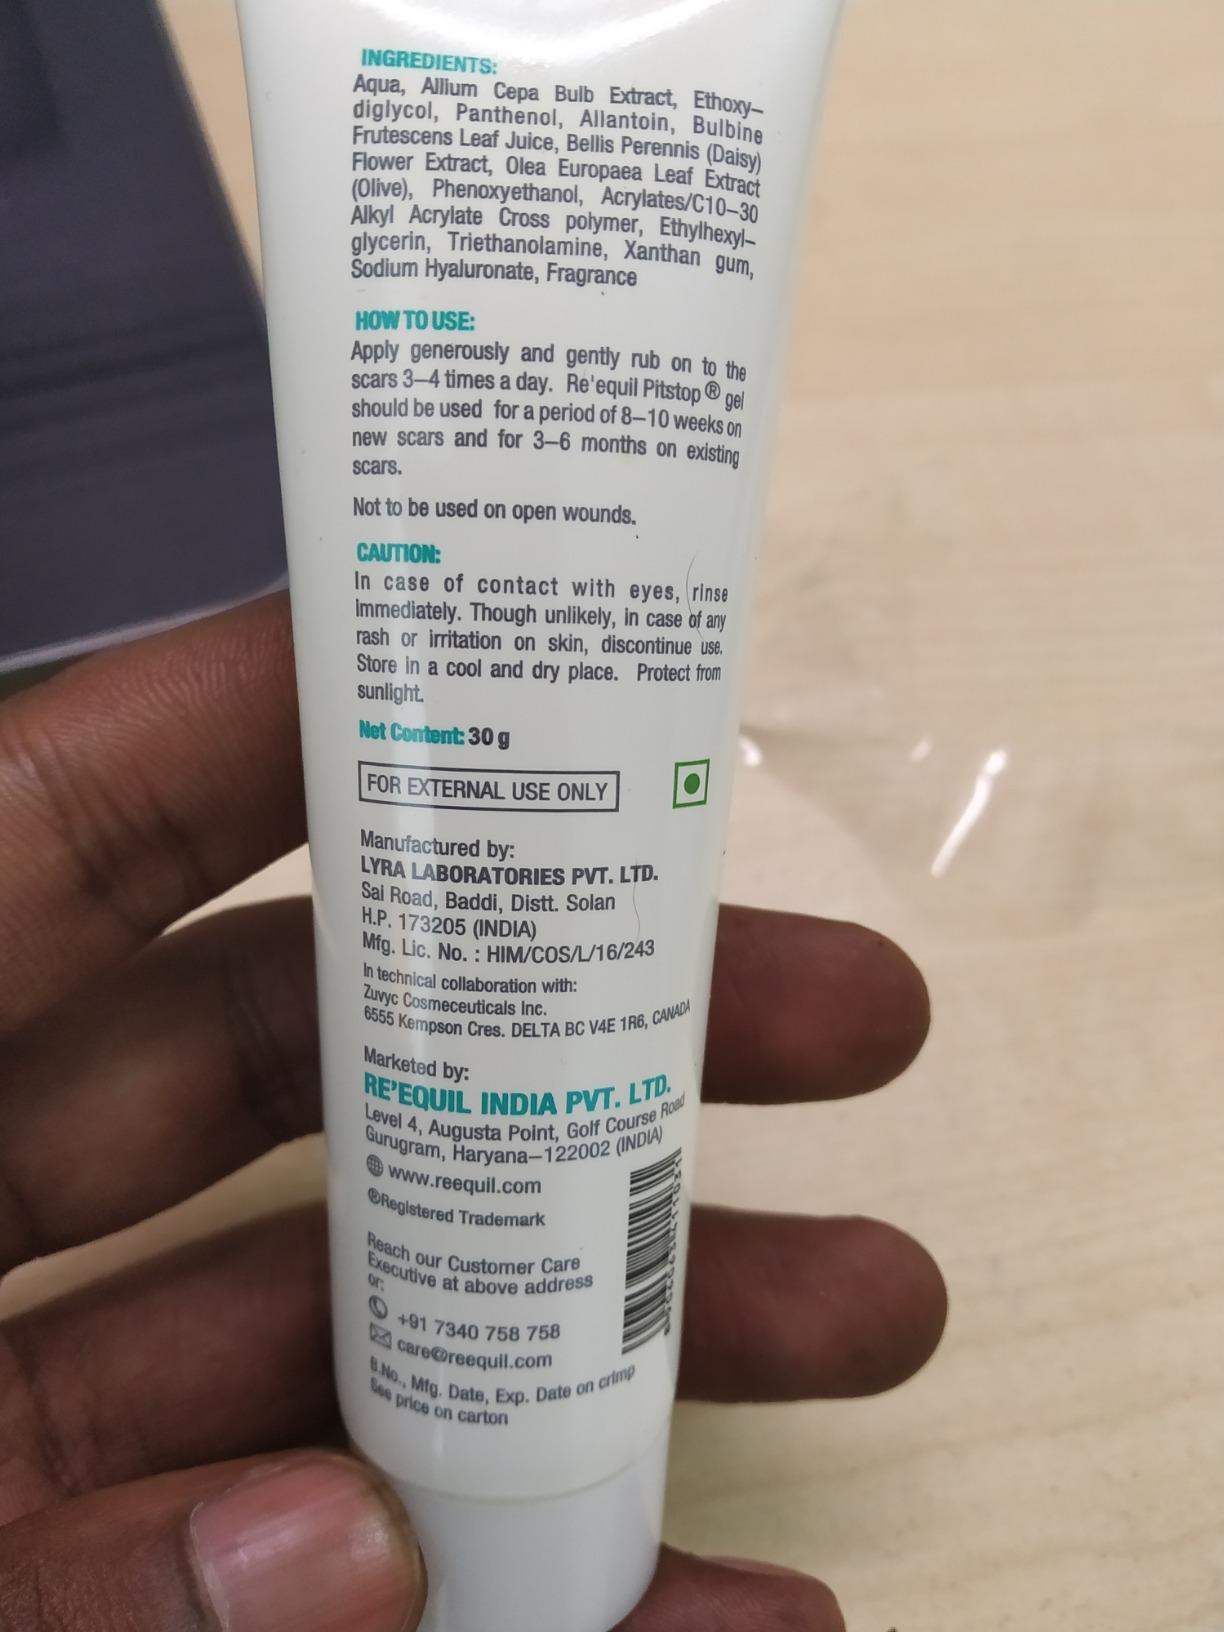 INGREDIENTS:
Aqua, Allium Cepa Bulb Extract, Ethoxy–
diglycol, Panthenol, Allantoin, Bulbine
Frutescens Leaf Juice, Bellis Perennis (Daisy)
Flower Extract, Olea Europaea Leaf Extract
(Olive), Phenoxyethanol, Acrylates/C10–30
Alkyl Acrylate Cross polymer, Ethylhexyl–
glycerin, Triethanolamine, Xanthan gum,
Sodium Hyaluronate, Fragrance
HOW TO USE:
Apply generously and gently rub on to the
scars 3–4 times a day. Re'equil Pitstop® gel
should be used for a period of 8–10 weeks on
new scars and for 3–6 months on existing
scars.
Not to be used on open wounds.
CAUTION:
In case of contact with eyes, rinse
immediately. Though unlikely, in case of any
rash or irritation on skin, discontinue use.
Store in a cool and dry place. Protect from
sunlight.
Net Content: 30 g
FOR EXTERNAL USE ONLY
Manufactured by:
LYRA LABORATORIES PVT. LTD.
Sai Road, Baddi, Distt. Solan
H.P. 173205 (INDIA)
Mfg. Lic. No. : HIM/COS/L/16/243
In technical collaboration with:
Zuvyc Cosmeceuticals Inc.
6555 Kempson Cres. DELTA BC V4E 1R6, CANADA
Marketed by:
RE'EQUIL INDIA PVT. LTD.
Level 4, Augusta Point, Golf Course Road
Gurugram, Haryana–122002 (INDIA)
www.reequil.com
®Registered Trademark
Reach our Customer Care
Executive at above address
or:
+91 7340 758 758
care@reequil.com
B.No., Mfg. Date, Exp. Date on crimp
See price on carton